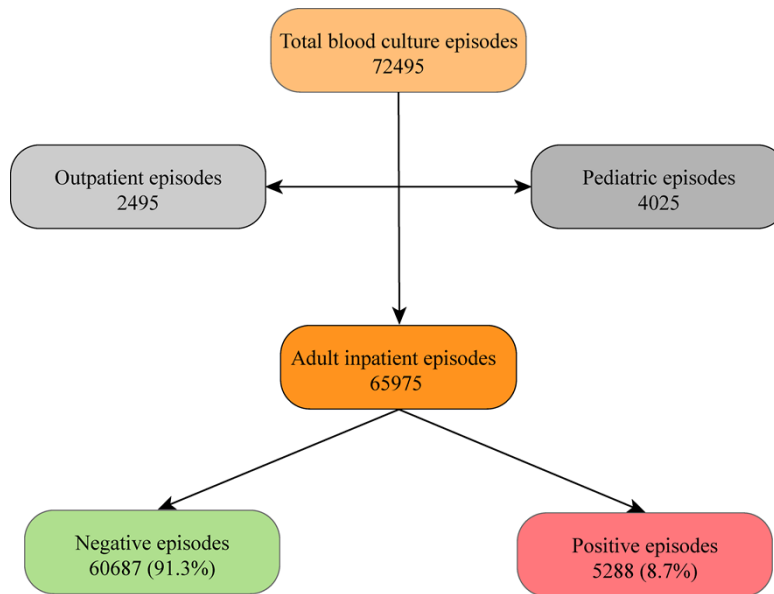 Total blood culture episodes
72495
Outpatient episodes
2495
Pediatric episodes
4025
Adult inpatient episodes
65975
Negative episodes
60687 (91.3%)
Positive episodes
5288 (8.7%)